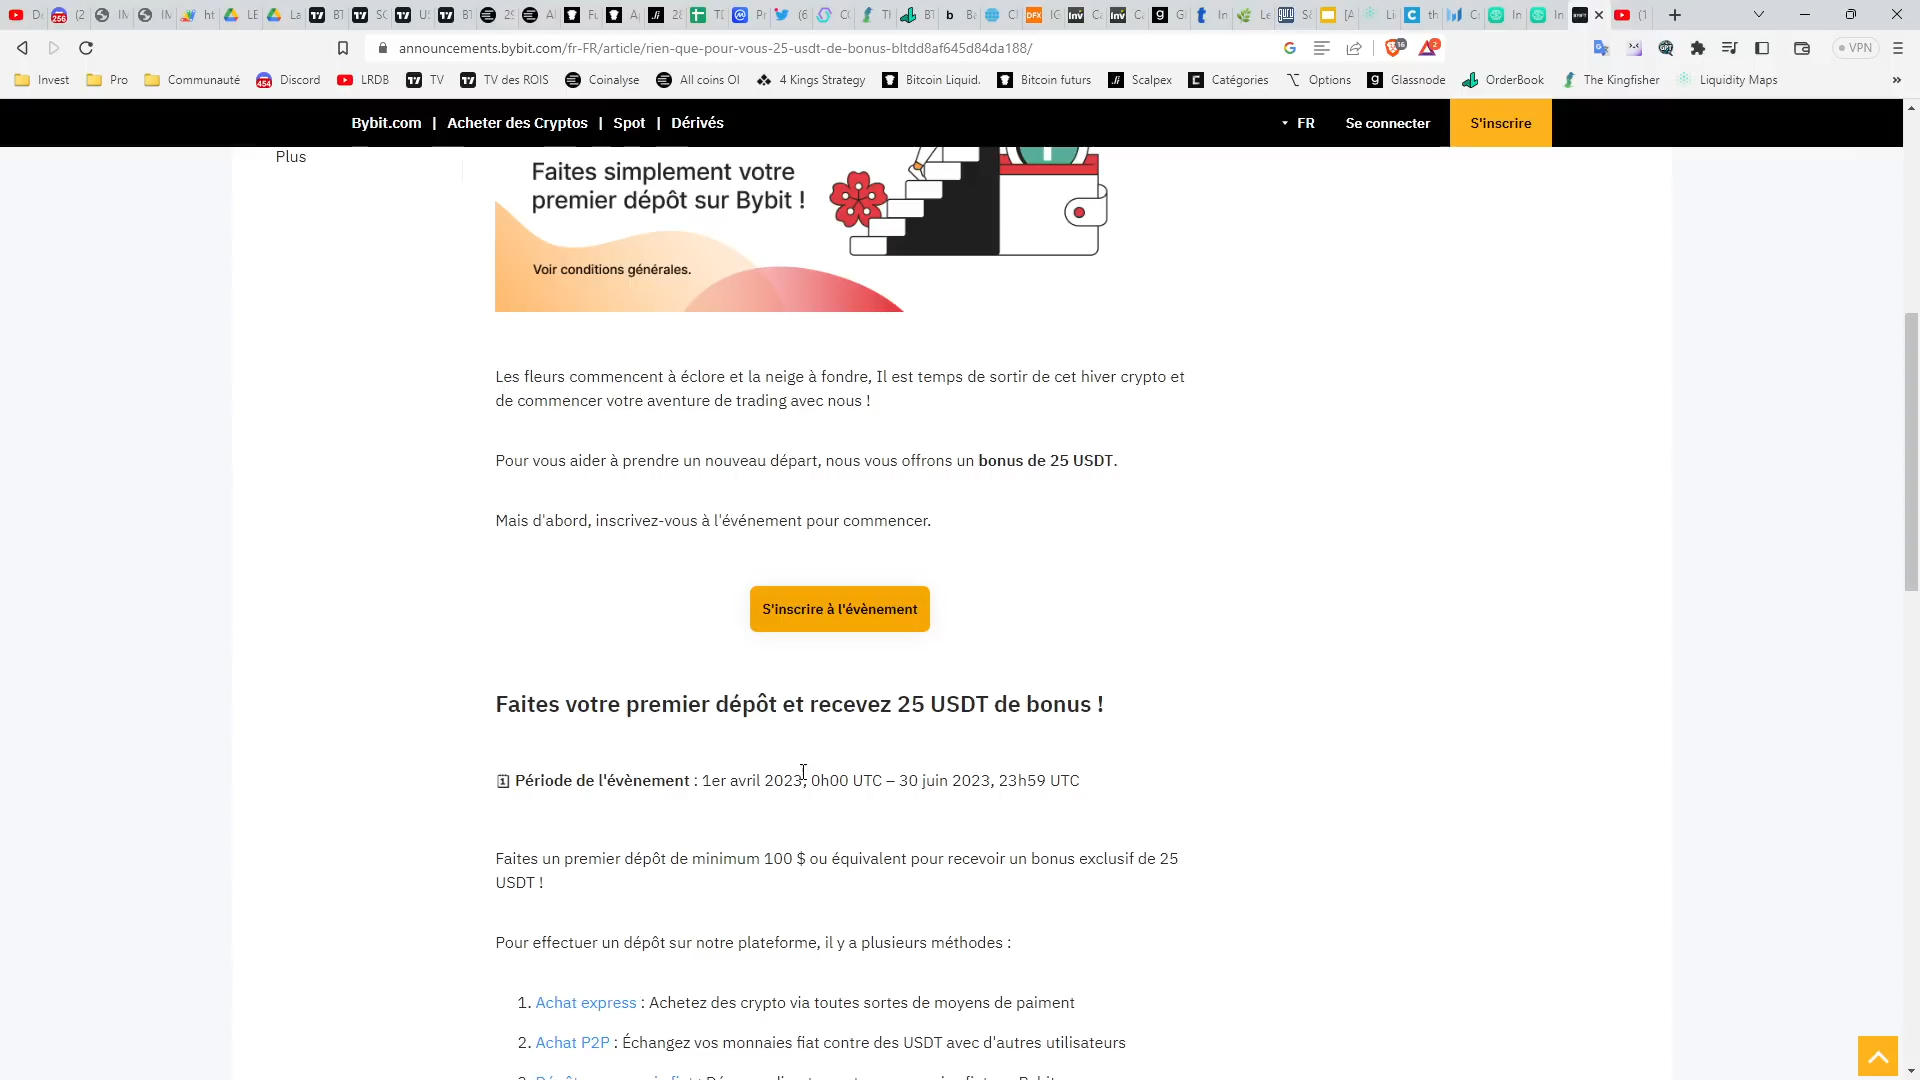 announcements.bybit.com/fr-FR/article/rien-que-pour-vous-25-usdt-de-bonus-bltdd8af645d84da188/
VPN
Invest Pro Communauté Discord LRDB TV TV des ROIS Coinalyse All coins OI 4 Kings Strategy Bitcoin Liquid. Bitcoin futurs Scalpex Catégories Options Glassnode OrderBook The Kingfisher Liquidity Maps »
Bybit.com | Acheter des Cryptos | Spot | Dérivés FR Se connecter S'inscrire
Plus
Faites simplement votre
premier dépôt sur Bybit !
Voir conditions générales.
Les fleurs commencent à éclore et la neige à fondre, Il est temps de sortir de cet hiver crypto et
de commencer votre aventure de trading avec nous !
Pour vous aider à prendre un nouveau départ, nous vous offrons un bonus de 25 USDT.
Mais d'abord, inscrivez-vous à l'événement pour commencer.
S'inscrire à l'évènement
Faites votre premier dépôt et recevez 25 USDT de bonus !
Période de l'évènement : 1er avril 2023, 0h00 UTC – 30 juin 2023, 23h59 UTC
Faites un premier dépôt de minimum 100 $ ou équivalent pour recevoir un bonus exclusif de 25
USDT !
Pour effectuer un dépôt sur notre plateforme, il y a plusieurs méthodes :
1. Achat express : Achetez des crypto via toutes sortes de moyens de paiment
2. Achat P2P : Échangez vos monnaies fiat contre des USDT avec d'autres utilisateurs